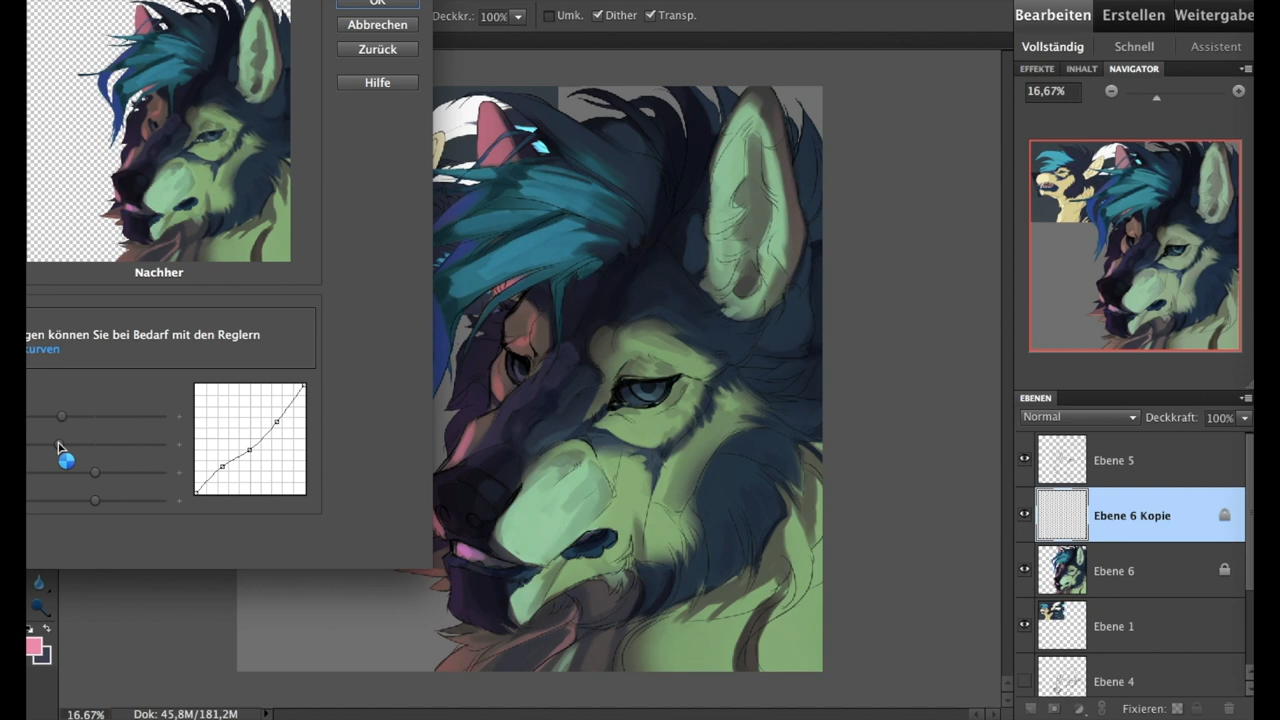 OK
Abbrechen
Zurück
Hilfe
Nachher
gen können Sie bei Bedarf mit den Reglern
kurven
Deckkr.: 100%
Umk. Dither Transp.
Bearbeiten Erstellen Weitergabe
Vollständig Schnell Assistent
EFFEKTE INHALT NAVIGATOR
16,67%
EBENEN
Normal Deckkraft: 100%
Ebene 5
Ebene 6 Kopie
Ebene 6
Ebene 1
Ebene 4
Fixieren:
16.67% Dok: 45,8M/181,2M